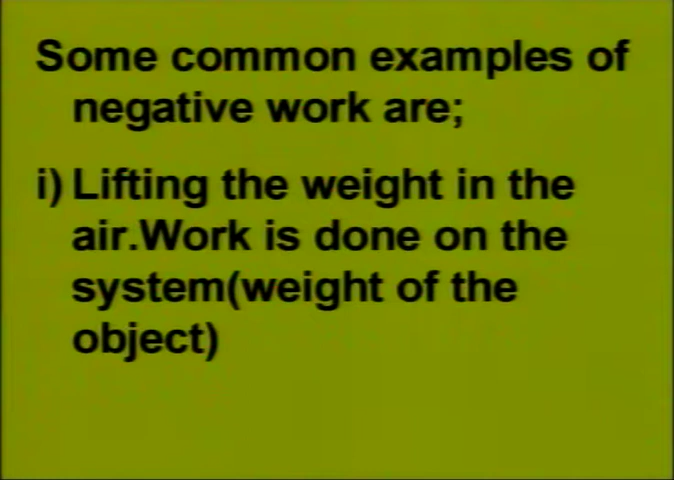 Some common examples of
negative work are;
i) Lifting the weight in the
air.Work is done on the
system(weight of the
object)